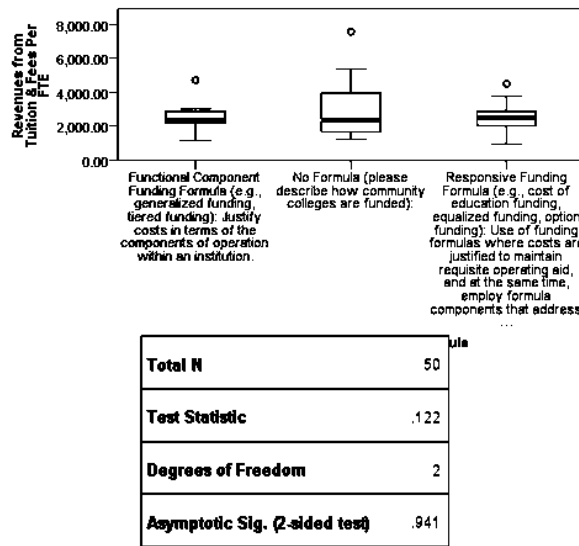 Revenues from
Tuition & Fees Per
FTE
8,000.00
6,000.00
4,000.00
2,000.00
0.00
Functional Component
Funding Formula (e.g.,
generalized funding,
tiered funding): Justify
costs in terms of the
components of operation
within an institution.
No Formula (please
describe how community
colleges are funded):
Responsive Funding
Formula (e.g., cost of
education funding,
equalized funding, option
funding): Use of funding
formulas where costs are
justified to maintain
requisite operating aid,
and at the same time,
employ formula
components that address
...
ula
Total N 50
Test Statistic .122
Degrees of Freedom 2
Asymptotic Sig. (2-sided test) .941